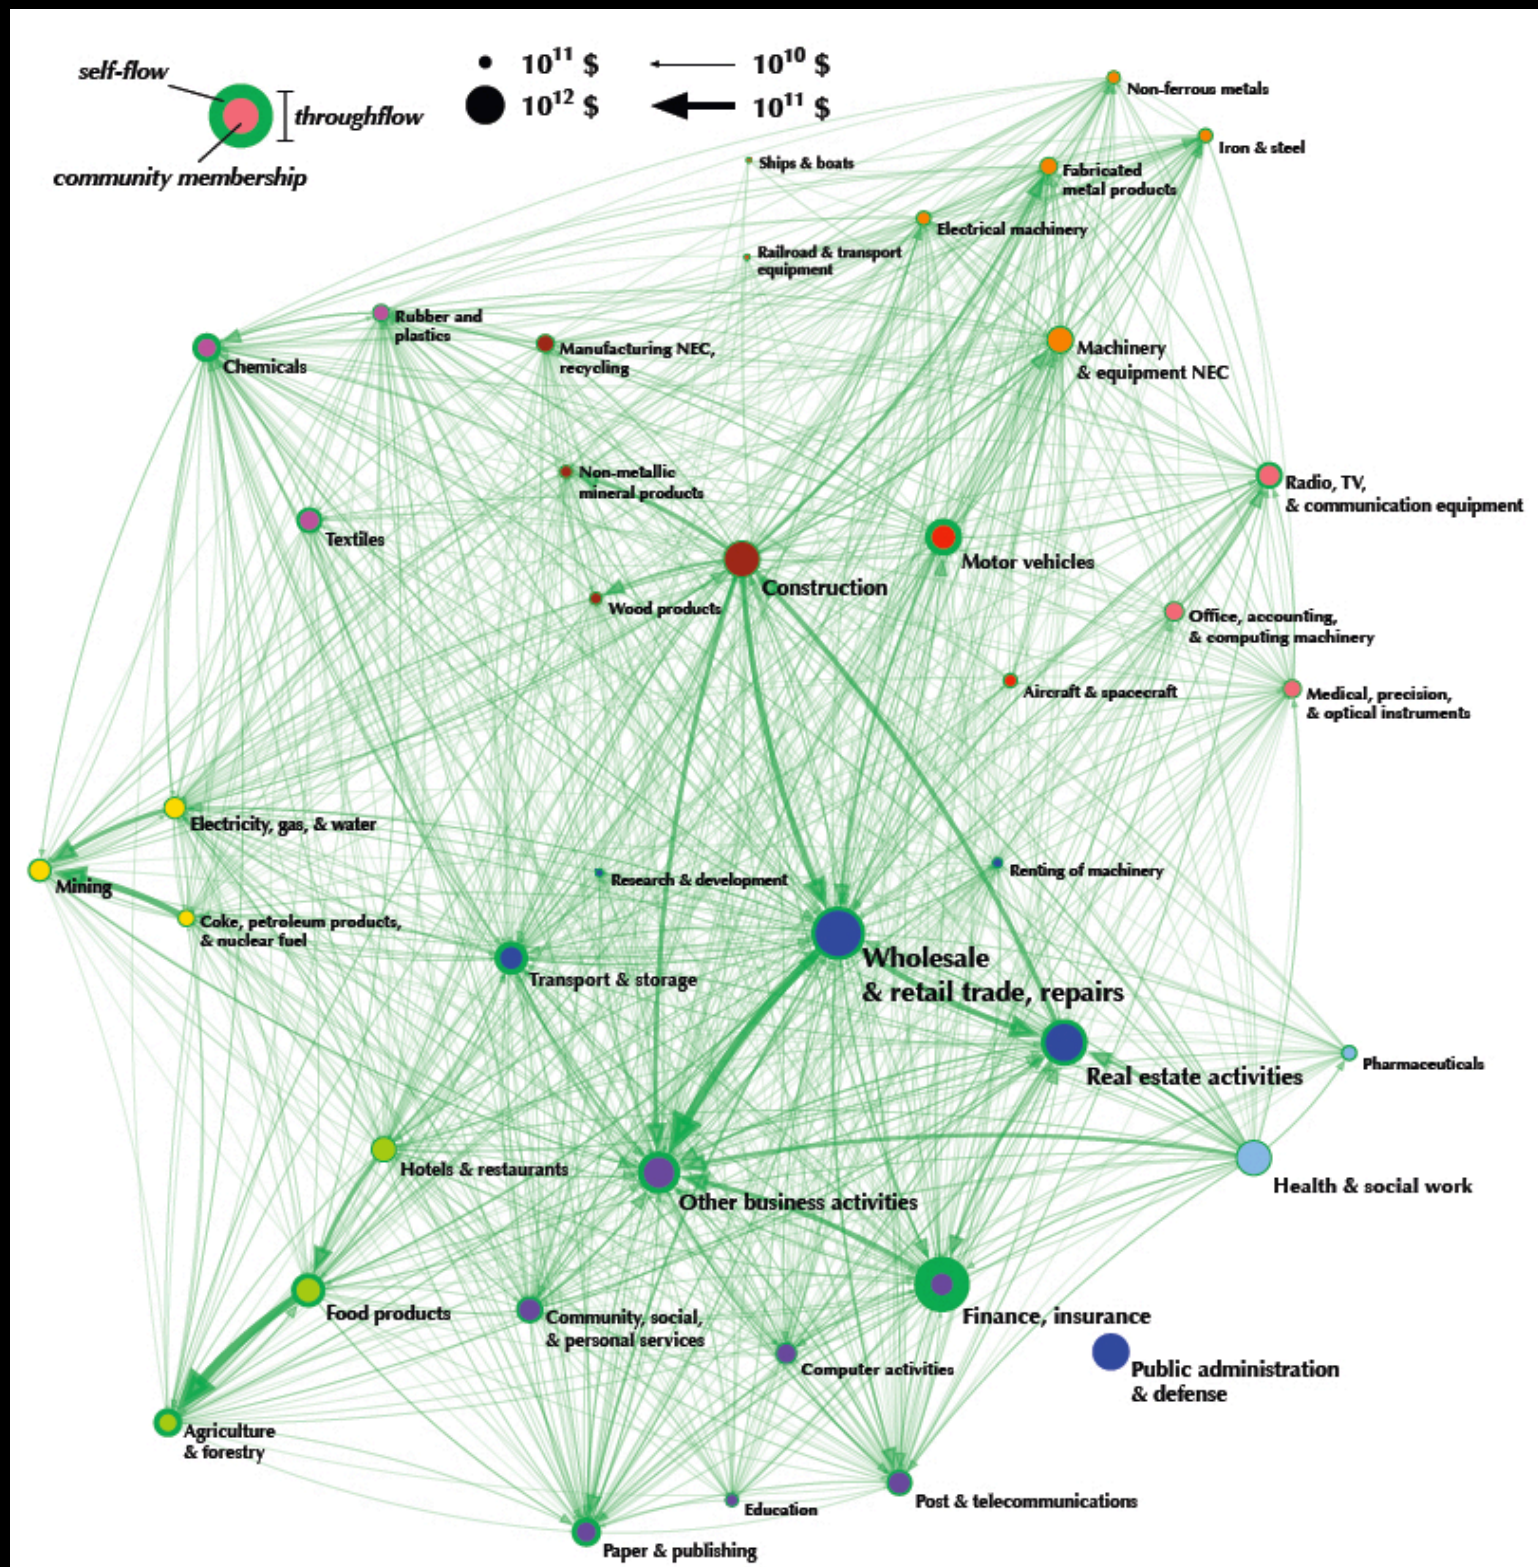 self-flow
throughflow
community membership
10¹¹ $
10¹² $
10¹⁰ $
10¹¹ $
Non-ferrous metals
Iron & steel
Ships & boats
Fabricated
metal products
Electrical machinery
Railroad & transport
equipment
Rubber and
plastics
Chemicals
Manufacturing NEC,
recycling
Machinery
& equipment NEC
Non-metallic
mineral products
Radio, TV,
& communication equipment
Textiles
Motor vehicles
Construction
Wood products
Office, accounting,
& computing machinery
Aircraft & spacecraft
Medical, precision,
& optical instruments
Electricity, gas, & water
Mining
Research & development
Renting of machinery
Coke, petroleum products,
& nuclear fuel
Transport & storage
Wholesale
& retail trade, repairs
Pharmaceuticals
Real estate activities
Hotels & restaurants
Other business activities
Health & social work
Food products
Community, social,
& personal services
Finance, insurance
Computer activities
Public administration
& defense
Agriculture
& forestry
Post & telecommunications
Education
Paper & publishing